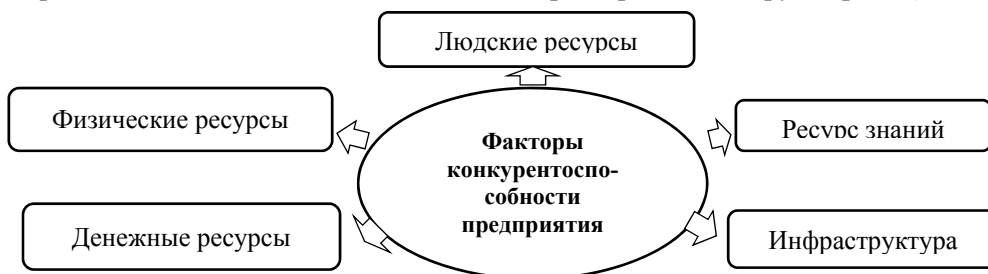 Людские ресурсы
Физические ресурсы
Ресурс знаний
Факторы
конкурентоспо-
собности
предприятия
Денежные ресурсы
Инфраструктура